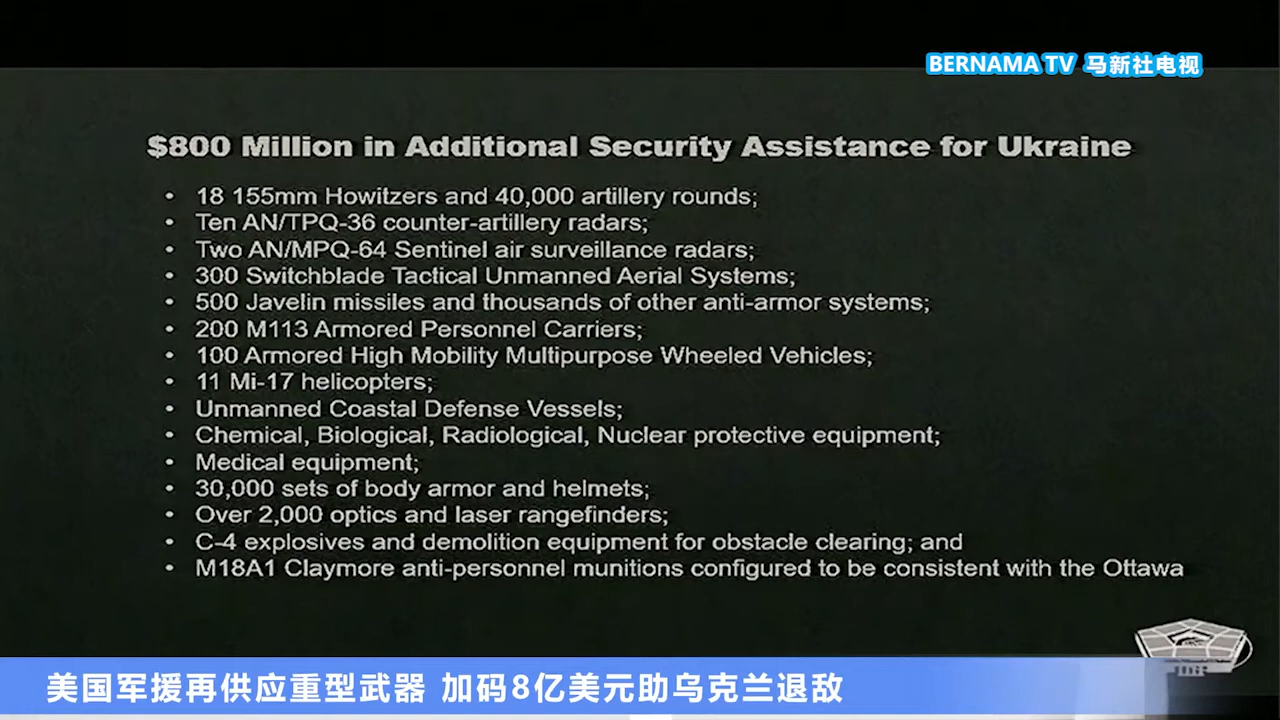 BERNAMA TV 马新社电视
$800 Million in Additional Security Assistance for Ukraine
• 18 155mm Howitzers and 40,000 artillery rounds;
• Ten AN/TPQ-36 counter-artillery radars;
• Two AN/MPQ-64 Sentinel air surveillance radars;
• 300 Switchblade Tactical Unmanned Aerial Systems;
• 500 Javelin missiles and thousands of other anti-armor systems;
• 200 M113 Armored Personnel Carriers;
• 100 Armored High Mobility Multipurpose Wheeled Vehicles;
• 11 Mi-17 helicopters;
• Unmanned Coastal Defense Vessels;
• Chemical, Biological, Radiological, Nuclear protective equipment;
• Medical equipment;
• 30,000 sets of body armor and helmets;
• Over 2,000 optics and laser rangefinders;
• C-4 explosives and demolition equipment for obstacle clearing; and
• M18A1 Claymore anti-personnel munitions configured to be consistent with the Ottawa
美国军援再供应重型武器 加码8亿美元助乌克兰退敌